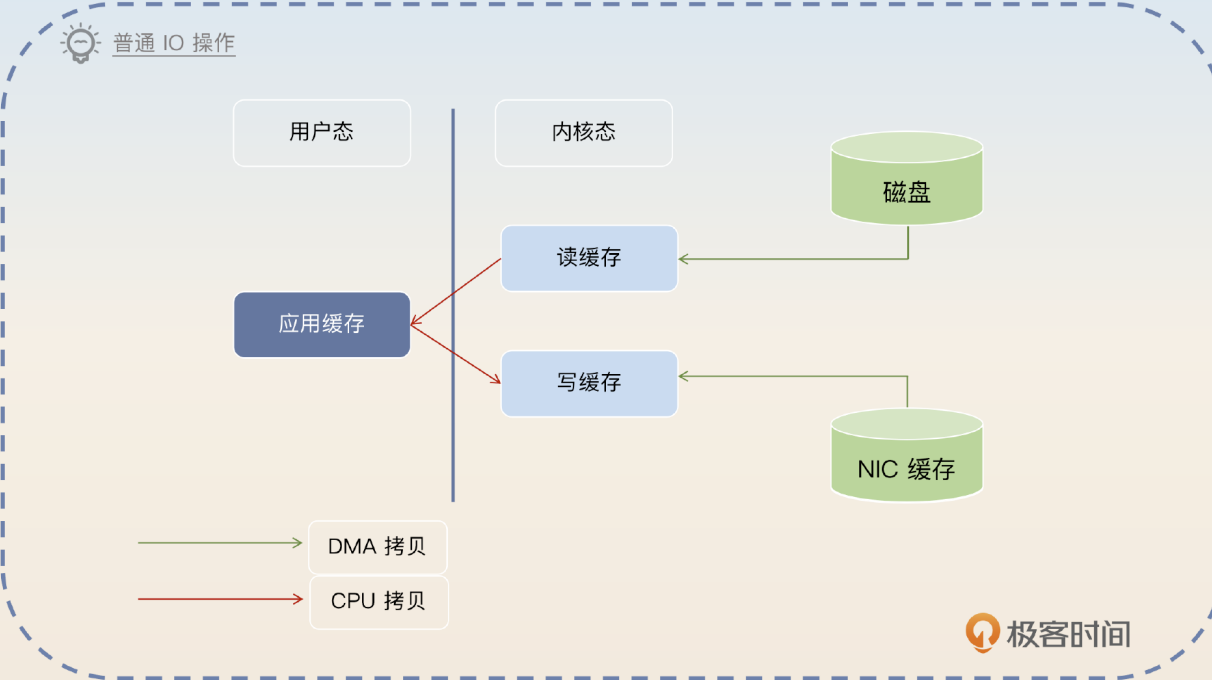 普通 IO 操作
用户态
内核态
磁盘
读缓存
应用缓存
写缓存
NIC 缓存
DMA 拷贝
CPU 拷贝
极客时间